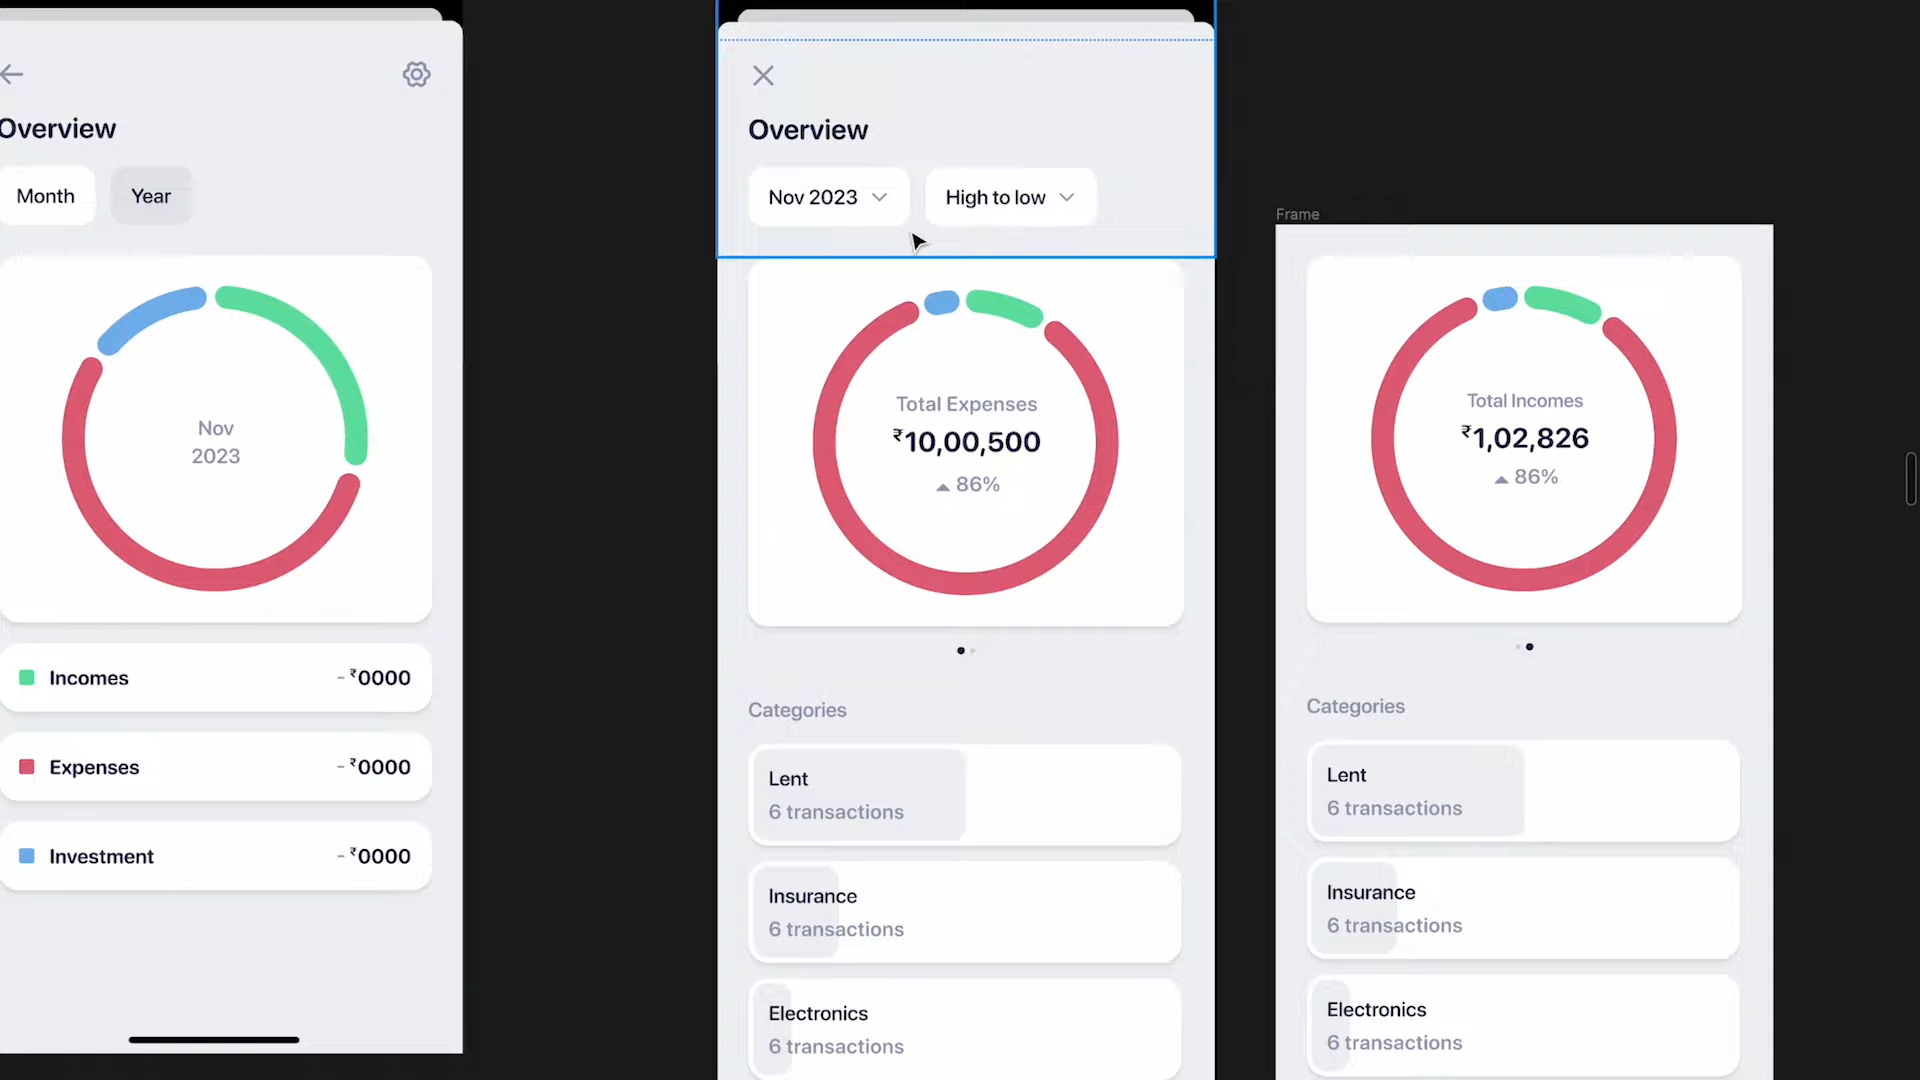 Overview
Month
Year
Nov
2023
Incomes
- ₹0000
Expenses
- ₹0000
Investment
- ₹0000
Overview
Nov 2023
High to low
Total Expenses
₹10,00,500
86%
Categories
Lent
6 transactions
Insurance
6 transactions
Electronics
6 transactions
Frame
Total Incomes
₹1,02,826
86%
Categories
Lent
6 transactions
Insurance
6 transactions
Electronics
6 transactions